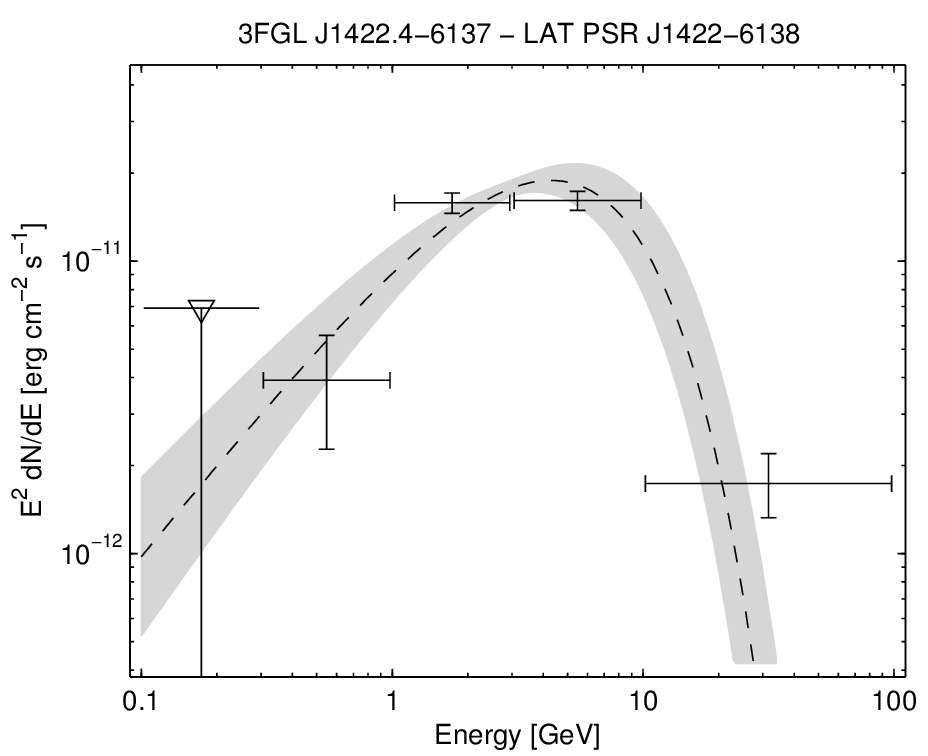 3FGL J1422.4−6137 − LAT PSR J1422−6138
E² dN/dE [erg cm⁻² s⁻¹]
10⁻¹¹
10⁻¹²
0.1 1 10 100
Energy [GeV]